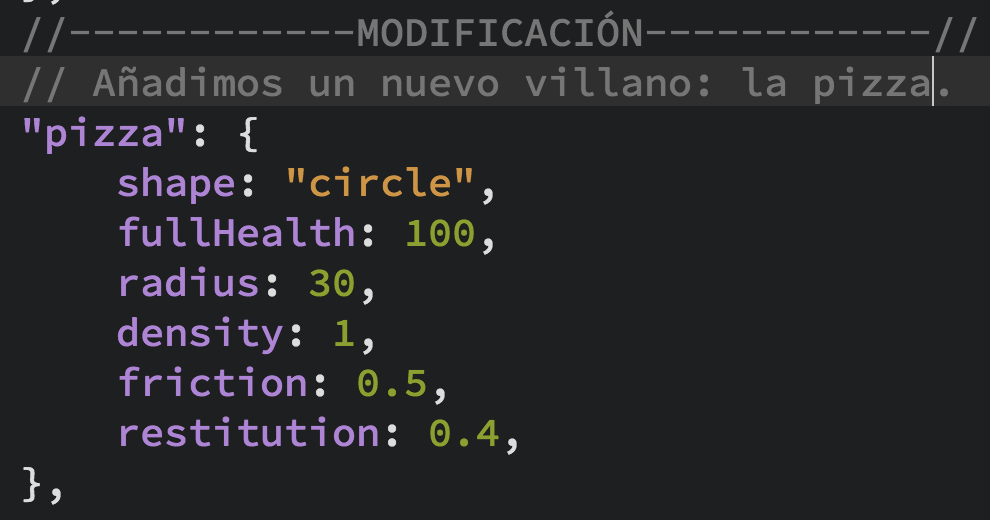 },
//------------MODIFICACIÓN------------//
// Añadimos un nuevo villano: la pizza.
"pizza": {
    shape: "circle",
    fullHealth: 100,
    radius: 30,
    density: 1,
    friction: 0.5,
    restitution: 0.4,
},